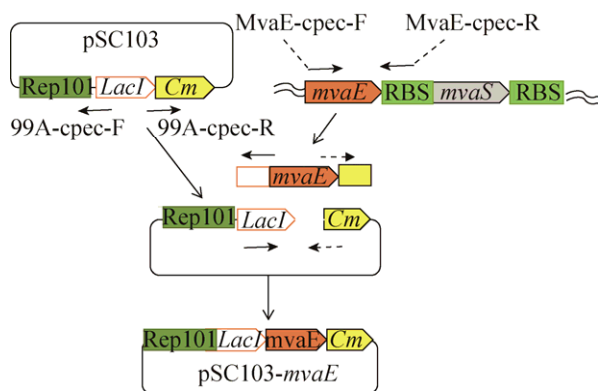 pSC103
Rep101 LacI Cm
99A-cpec-F 99A-cpec-R
MvaE-cpec-F MvaE-cpec-R
mvaE RBS mvaS RBS
mvaE
Rep101 LacI Cm
Rep101 LacI mvaE Cm
pSC103-mvaE